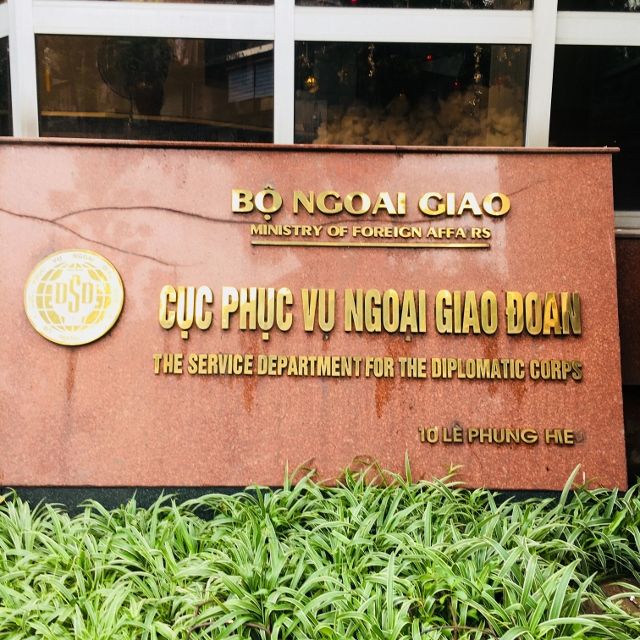 BỘ NGOAI GIAO
MINISTRY OF FOREIGN AFFA RS
CỤC PHỤC VỤ NGOẠI GIAO ĐOAN
THE SERVICE DEPARTMENT FOR THE DIPLOMATIC CORPS
10 LÊ PHUNG HIE